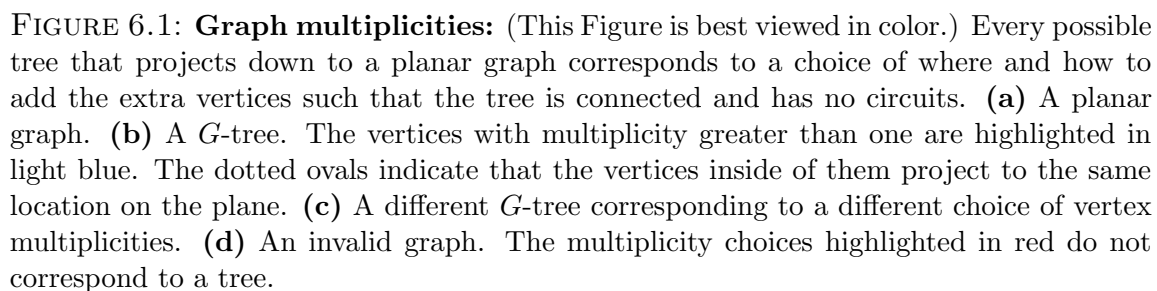 FIGURE 6.1: Graph multiplicities: (This Figure is best viewed in color.) Every possible
tree that projects down to a planar graph corresponds to a choice of where and how to
add the extra vertices such that the tree is connected and has no circuits. (a) A planar
graph. (b) A G-tree. The vertices with multiplicity greater than one are highlighted in
light blue. The dotted ovals indicate that the vertices inside of them project to the same
location on the plane. (c) A different G-tree corresponding to a different choice of vertex
multiplicities. (d) An invalid graph. The multiplicity choices highlighted in red do not
correspond to a tree.